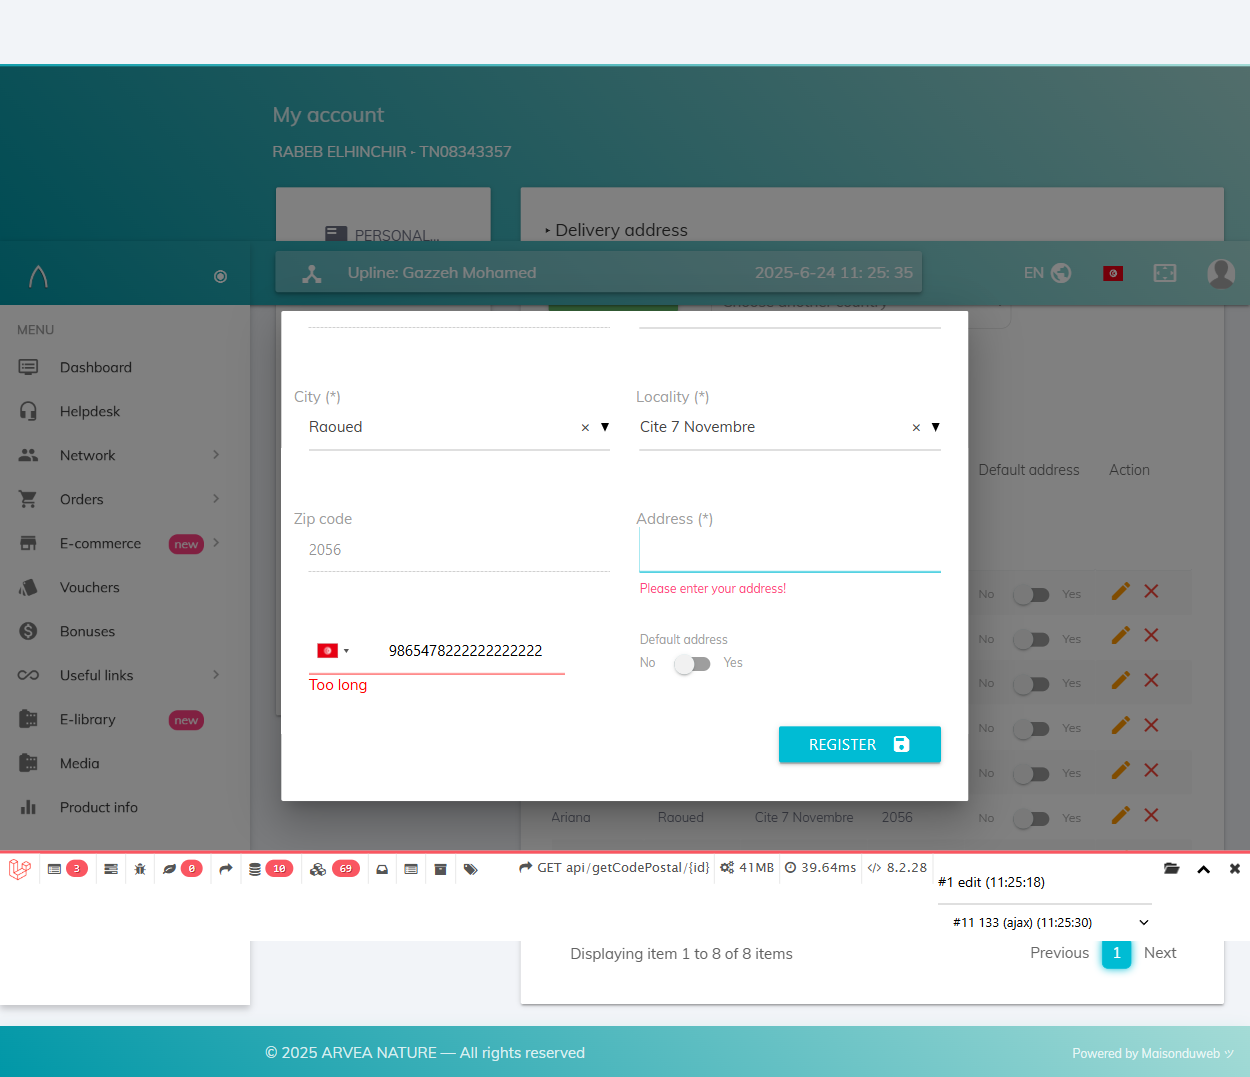 My account
RABEB ELHINCHIR - TN08343357
PERSONAL...
Delivery address
Upline: Gazzeh Mohamed
2025-6-24 11: 25: 35
EN
Choose another country
MENU
Dashboard
Helpdesk
Network
Orders
E-commerce new
Vouchers
Bonuses
Useful links
E-library new
Media
Product info
City (*)
Locality (*)
Raoued × ▼
Cite 7 Novembre × ▼
Default address Action
Zip code
Address (*)
2056
Please enter your address!
No Yes
No Yes
No Yes
No Yes
No Yes
9865478222222222222
Too long
Default address
No Yes
REGISTER
Ariana Raoued Cite 7 Novembre 2056 No Yes
3 0 10 69 GET api/getCodePostal/{id} 41MB 39.64ms 8.2.28
#1 edit (11:25:18)
#11 133 (ajax) (11:25:30)
Displaying item 1 to 8 of 8 items
Previous 1 Next
© 2025 ARVEA NATURE — All rights reserved
Powered by Maisonduweb ツ